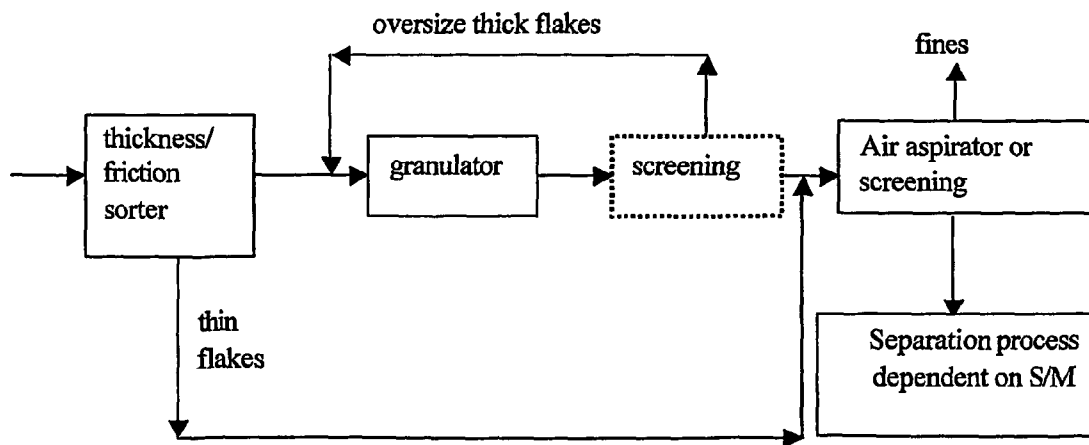 oversize thick flakes
fines
thickness/
friction
sorter
granulator
screening
Air aspirator or
screening
thin
flakes
Separation process
dependent on S/M